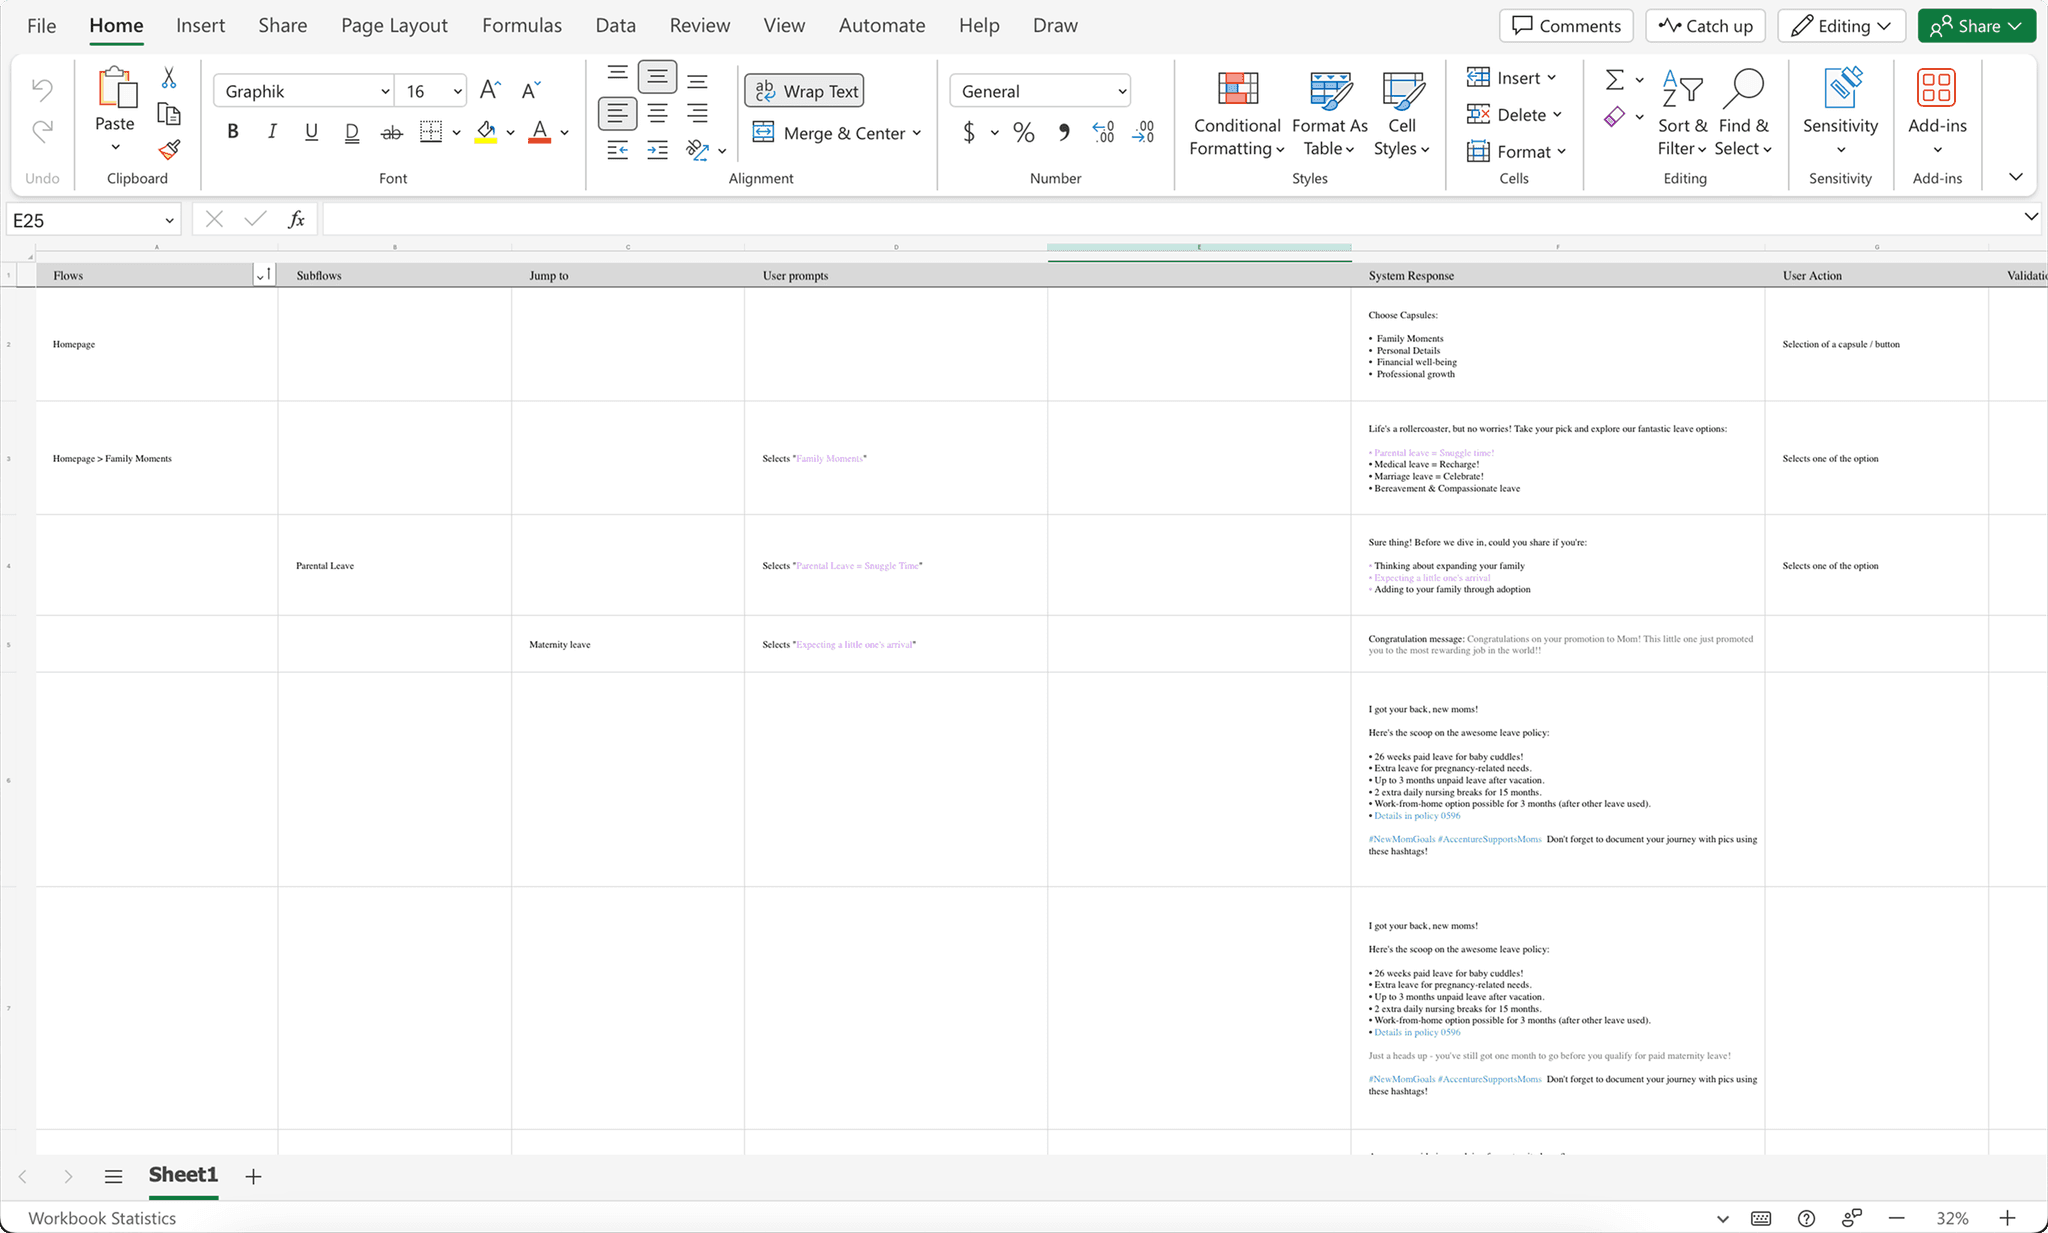 File Home Insert Share Page Layout Formulas Data Review View Automate Help Draw Comments Catch up Editing Share
Paste
Undo
Clipboard
Graphik 16
B I U D ab
Font
ab Wrap Text
Merge & Center
Alignment
General
$ % , .00 .00
Number
Conditional Formatting
Format As Table
Cell Styles
Styles
Insert
Delete
Format
Cells
Sort & Filter
Find & Select
Editing
Sensitivity
Sensitivity
Add-ins
Add-ins
E25 fx
A B C D E F G
1 Flows Subflows Jump to User prompts System Response User Action Validatio
2 Homepage
Choose Capsules:
• Family Moments
• Personal Details
• Financial well-being
• Professional growth
Selection of a capsule / button
3 Homepage > Family Moments
Selects "Family Moments"
Life's a rollercoaster, but no worries! Take your pick and explore our fantastic leave options:
• Parental leave = Snuggle time!
• Medical leave = Recharge!
• Marriage leave = Celebrate!
• Bereavement & Compassionate leave
Selects one of the option
4 Parental Leave
Selects "Parental Leave = Snuggle Time"
Sure thing! Before we dive in, could you share if you're:
• Thinking about expanding your family
• Expecting a little one's arrival
• Adding to your family through adoption
Selects one of the option
5 Maternity leave
Selects "Expecting a little one's arrival"
Congratulation message: Congratulations on your promotion to Mom! This little one just promoted
you to the most rewarding job in the world!!
6
I got your back, new moms!
Here's the scoop on the awesome leave policy:
• 26 weeks paid leave for baby cuddles!
• Extra leave for pregnancy-related needs.
• Up to 3 months unpaid leave after vacation.
• 2 extra daily nursing breaks for 15 months.
• Work-from-home option possible for 3 months (after other leave used).
• Details in policy 0596
#NewMomGoals #AccentureSupportsMoms Don't forget to document your journey with pics using
these hashtags!
7
I got your back, new moms!
Here's the scoop on the awesome leave policy:
• 26 weeks paid leave for baby cuddles!
• Extra leave for pregnancy-related needs.
• Up to 3 months unpaid leave after vacation.
• 2 extra daily nursing breaks for 15 months.
• Work-from-home option possible for 3 months (after other leave used).
• Details in policy 0596
Just a heads up - you've still got one month to go before you qualify for paid maternity leave!
#NewMomGoals #AccentureSupportsMoms Don't forget to document your journey with pics using
these hashtags!
Sheet1
Workbook Statistics
32%